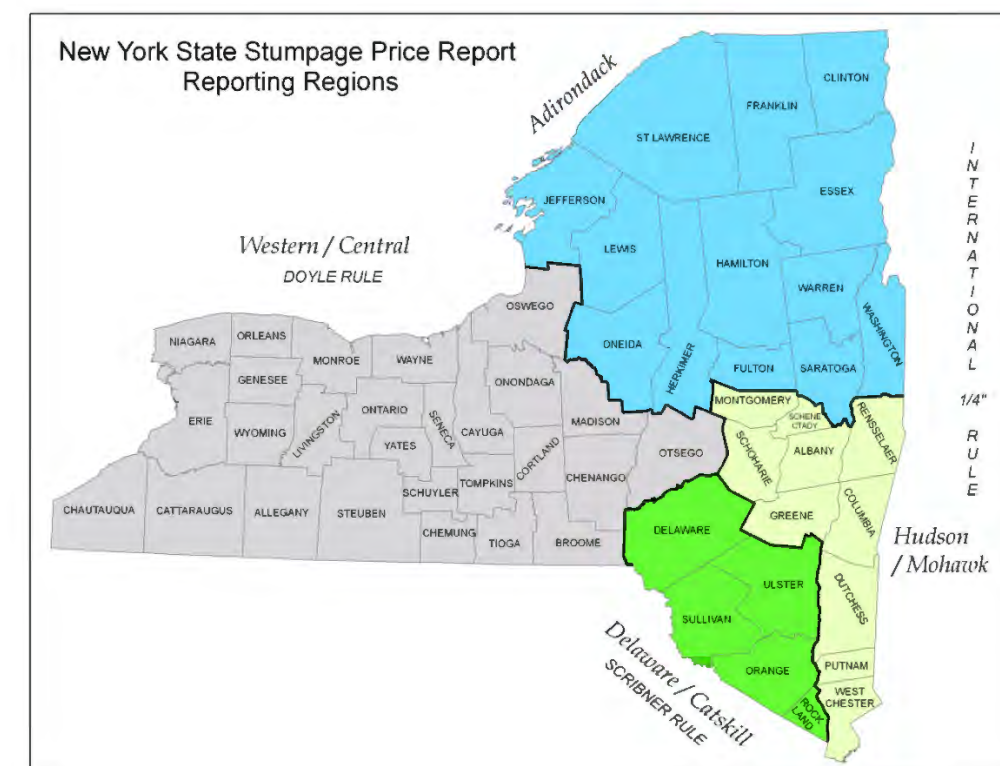 New York State Stumpage Price Report
Reporting Regions
Adirondack
CLINTON
FRANKLIN
ST LAWRENCE
ESSEX
JEFFERSON
LEWIS
HAMILTON
WARREN
WASHINGTON
ONEIDA
HERKIMER
FULTON
SARATOGA
INTERNATIONAL
1/4"
RULE
Western / Central
DOYLE RULE
OSWEGO
NIAGARA
ORLEANS
MONROE
WAYNE
GENESEE
ONONDAGA
ERIE
WYOMING
LIVINGSTON
ONTARIO
SENECA
YATES
CAYUGA
MADISON
CORTLAND
OTSEGO
CHENANGO
TOMPKINS
SCHUYLER
CHAUTAUQUA
CATTARAUGUS
ALLEGANY
STEUBEN
CHEMUNG
TIOGA
BROOME
MONTGOMERY
SCHENE
CTADY
RENSSELAER
SCHOHARIE
ALBANY
GREENE
COLUMBIA
Hudson
/ Mohawk
DUTCHESS
PUTNAM
WEST
CHESTER
DELAWARE
ULSTER
SULLIVAN
ORANGE
ROCK
LAND
Delaware / Catskill
SCRIBNER RULE